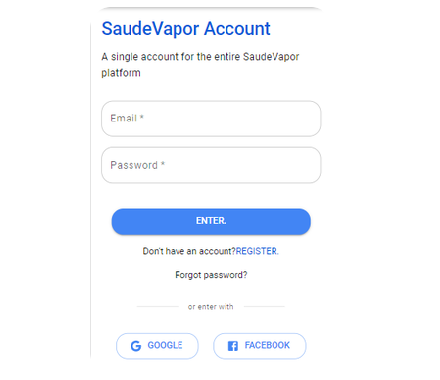 SaudeVapor Account
A single account for the entire SaudeVapor
platform
Email *
Password *
ENTER.
Don't have an account?REGISTER.
Forgot password?
or enter with
GOOGLE
FACEBOOK